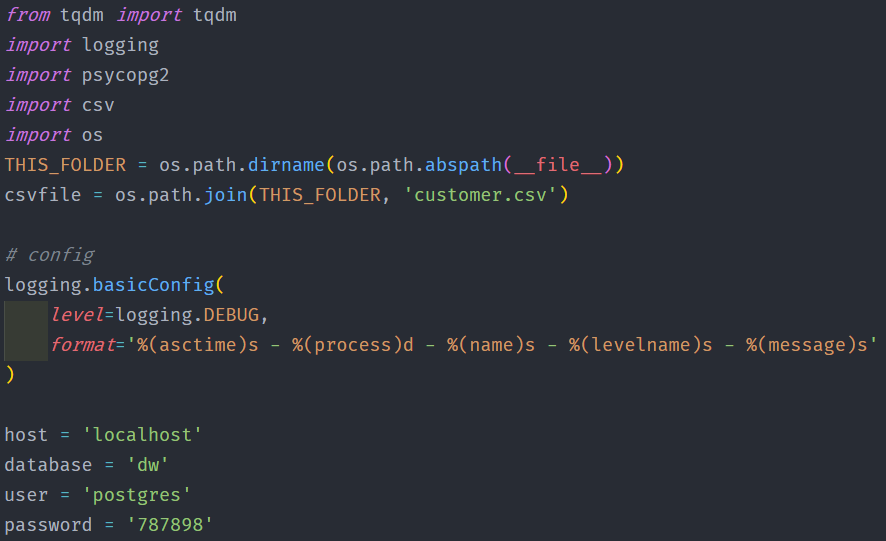 from tqdm import tqdm
import logging
import psycopg2
import csv
import os
THIS_FOLDER = os.path.dirname(os.path.abspath(__file__))
csvfile = os.path.join(THIS_FOLDER, 'customer.csv')
# config
logging.basicConfig(
level=logging.DEBUG,
format='%(asctime)s - %(process)d - %(name)s - %(levelname)s - %(message)s'
)
host = 'localhost'
database = 'dw'
user = 'postgres'
password = '787898'